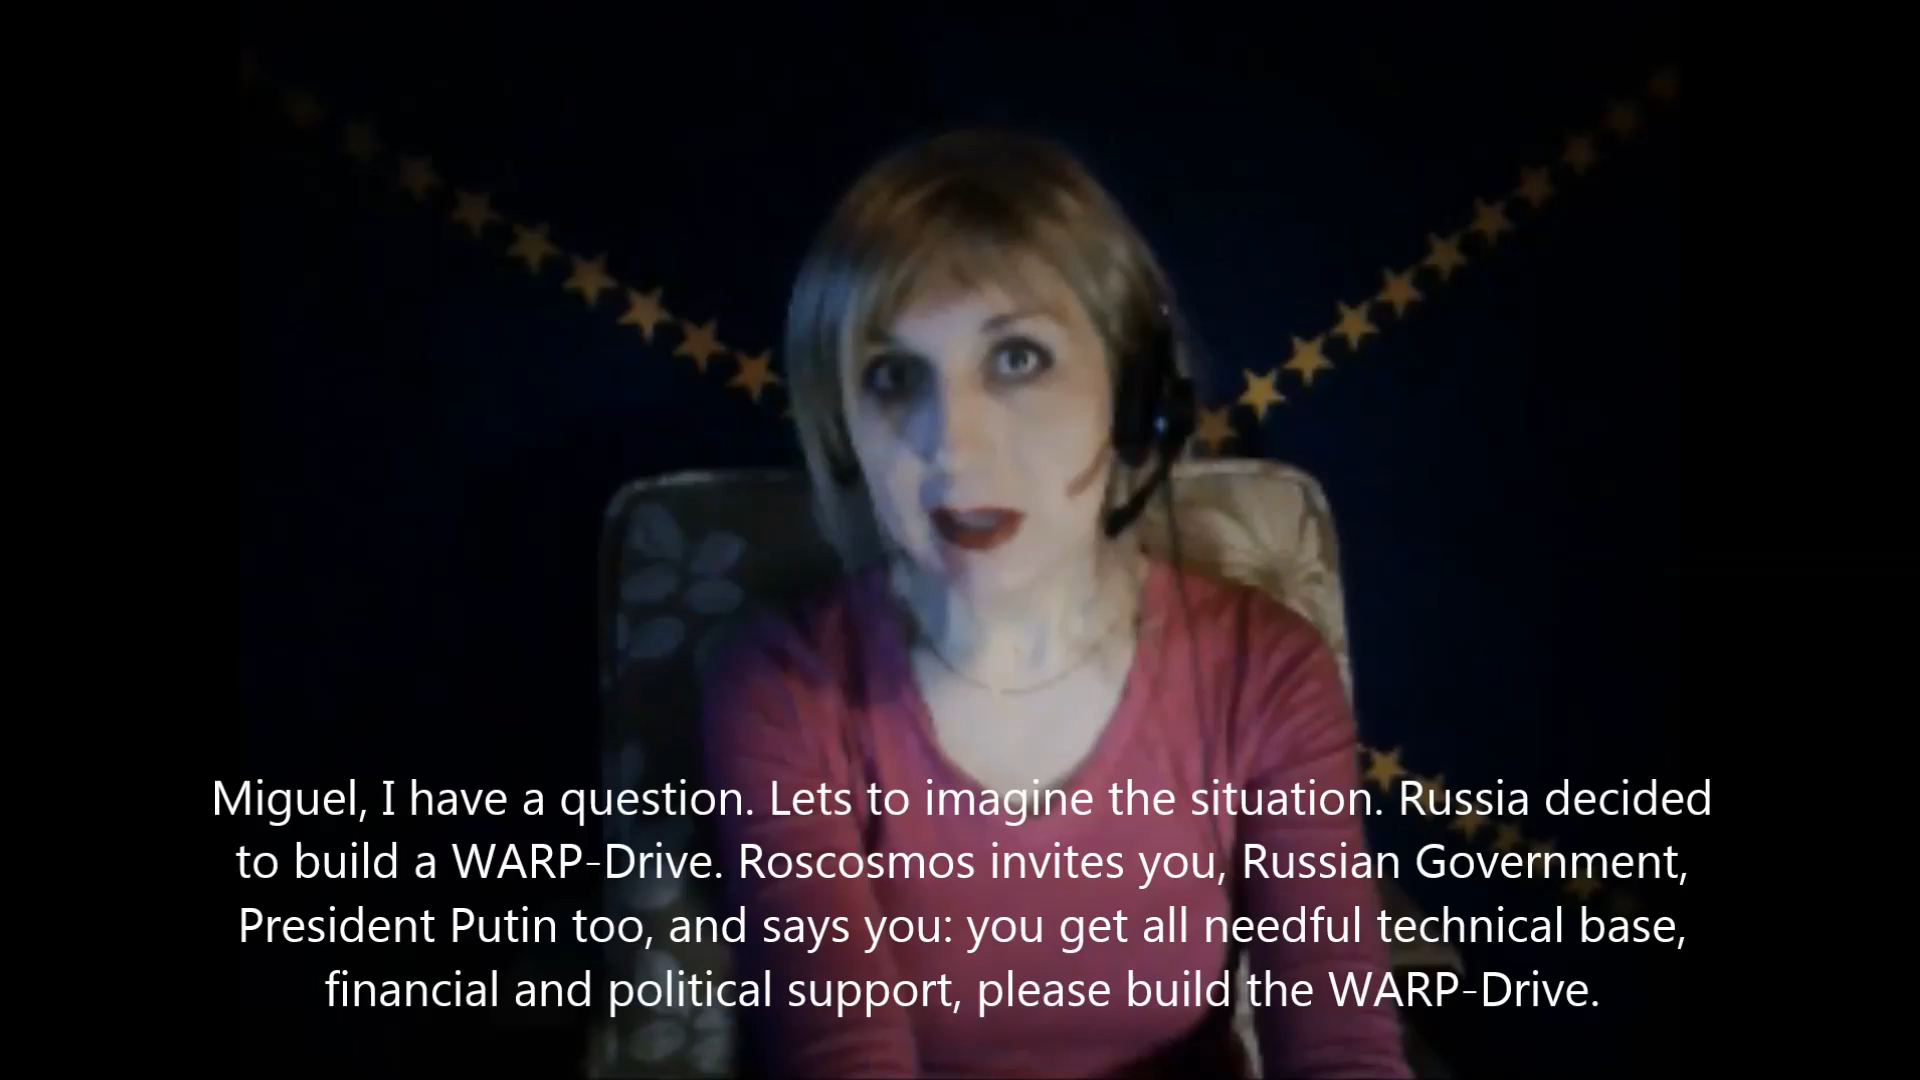 Miguel, I have a question. Lets to imagine the situation. Russia decided
to build a WARP-Drive. Roscosmos invites you, Russian Government,
President Putin too, and says you: you get all needful technical base,
financial and political support, please build the WARP-Drive.